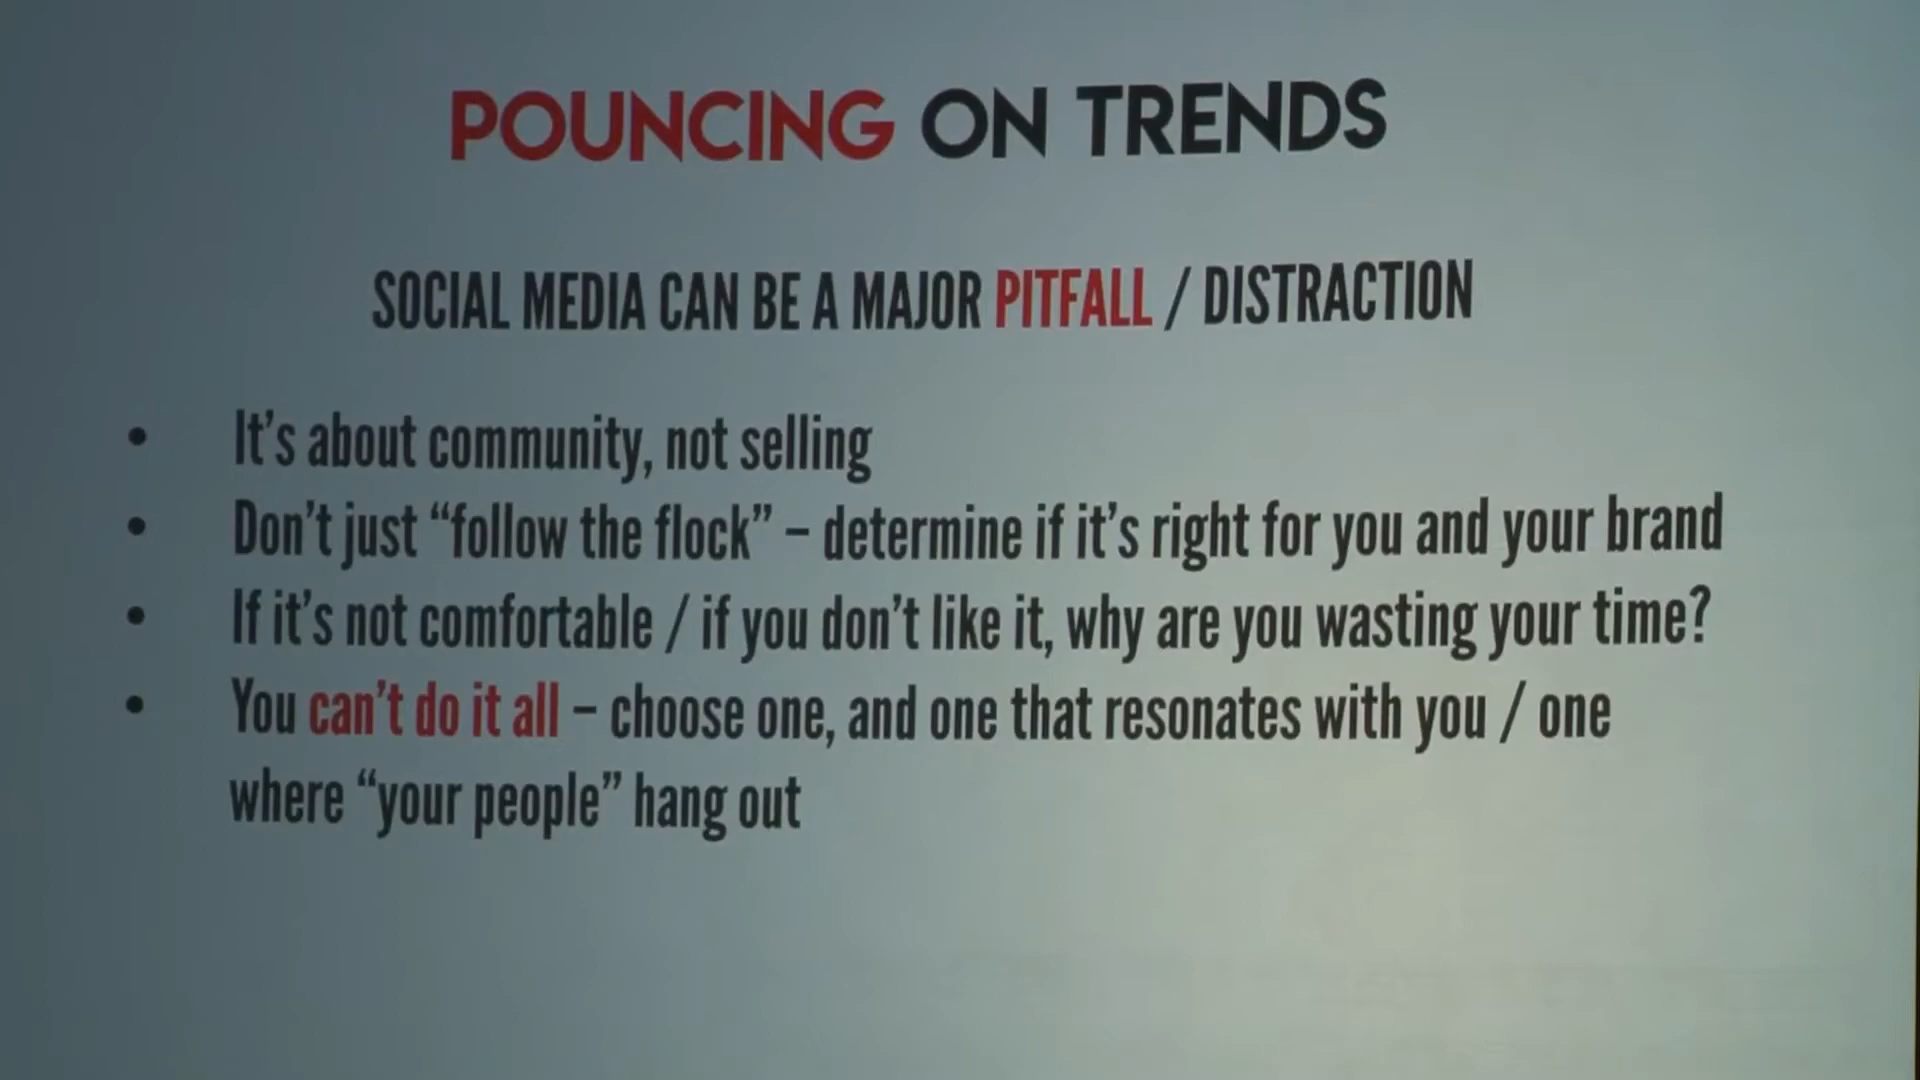 POUNCING ON TRENDS
SOCIAL MEDIA CAN BE A MAJOR PITFALL / DISTRACTION
• It's about community, not selling
• Don't just “follow the flock” – determine if it's right for you and your brand
• If it's not comfortable / if you don't like it, why are you wasting your time?
• You can't do it all – choose one, and one that resonates with you / one
where “your people” hang out